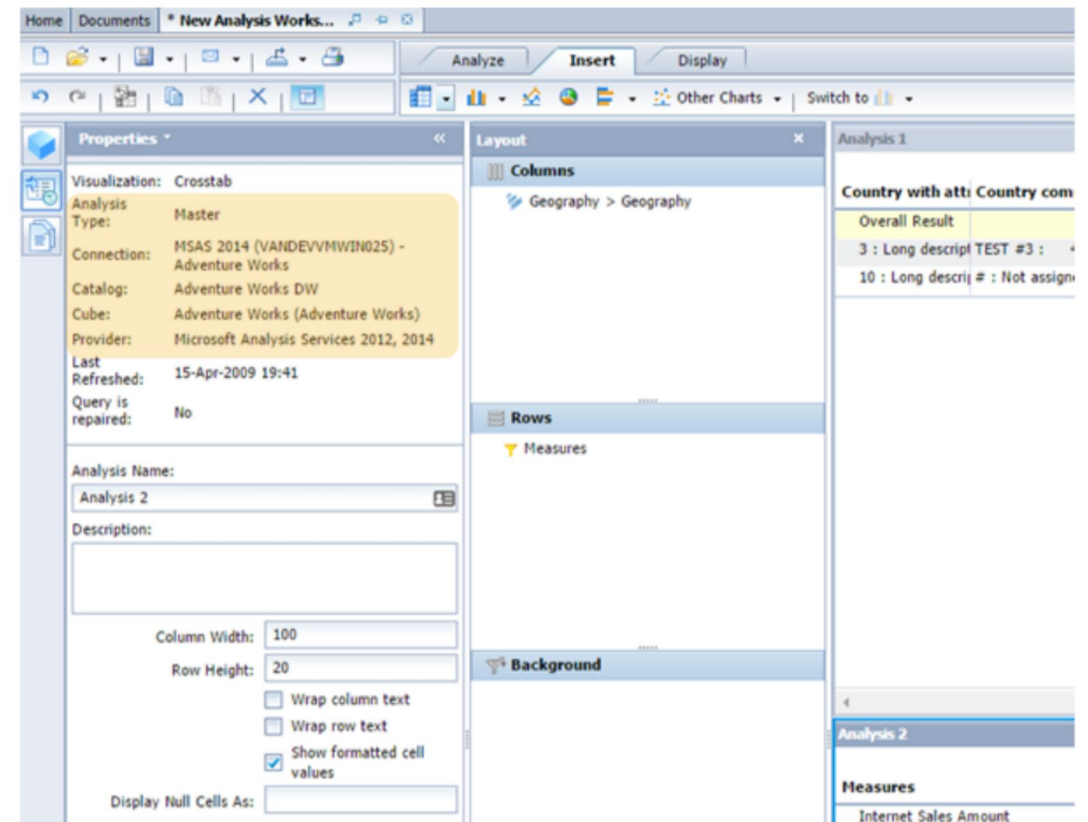 Home Documents * New Analysis Works...
Analyze Insert Display
Other Charts Switch to
Properties
Visualization: Crosstab
Analysis
Type: Master
Connection: MSAS 2014 (VANDEVVMWIN025) -
Adventure Works
Catalog: Adventure Works DW
Cube: Adventure Works (Adventure Works)
Provider: Microsoft Analysis Services 2012, 2014
Last
Refreshed: 15-Apr-2009 19:41
Query is
repaired: No
Analysis Name:
Analysis 2
Description:
Column Width: 100
Row Height: 20
Wrap column text
Wrap row text
Show formatted cell
values
Display Null Cells As:
Layout
Columns
Geography > Geography
Rows
Measures
Background
Analysis 1
Country with att Country com
Overall Result
3 : Long descript TEST #3 :
10 : Long descri # : Not assign
Analysis 2
Measures
Internet Sales Amount